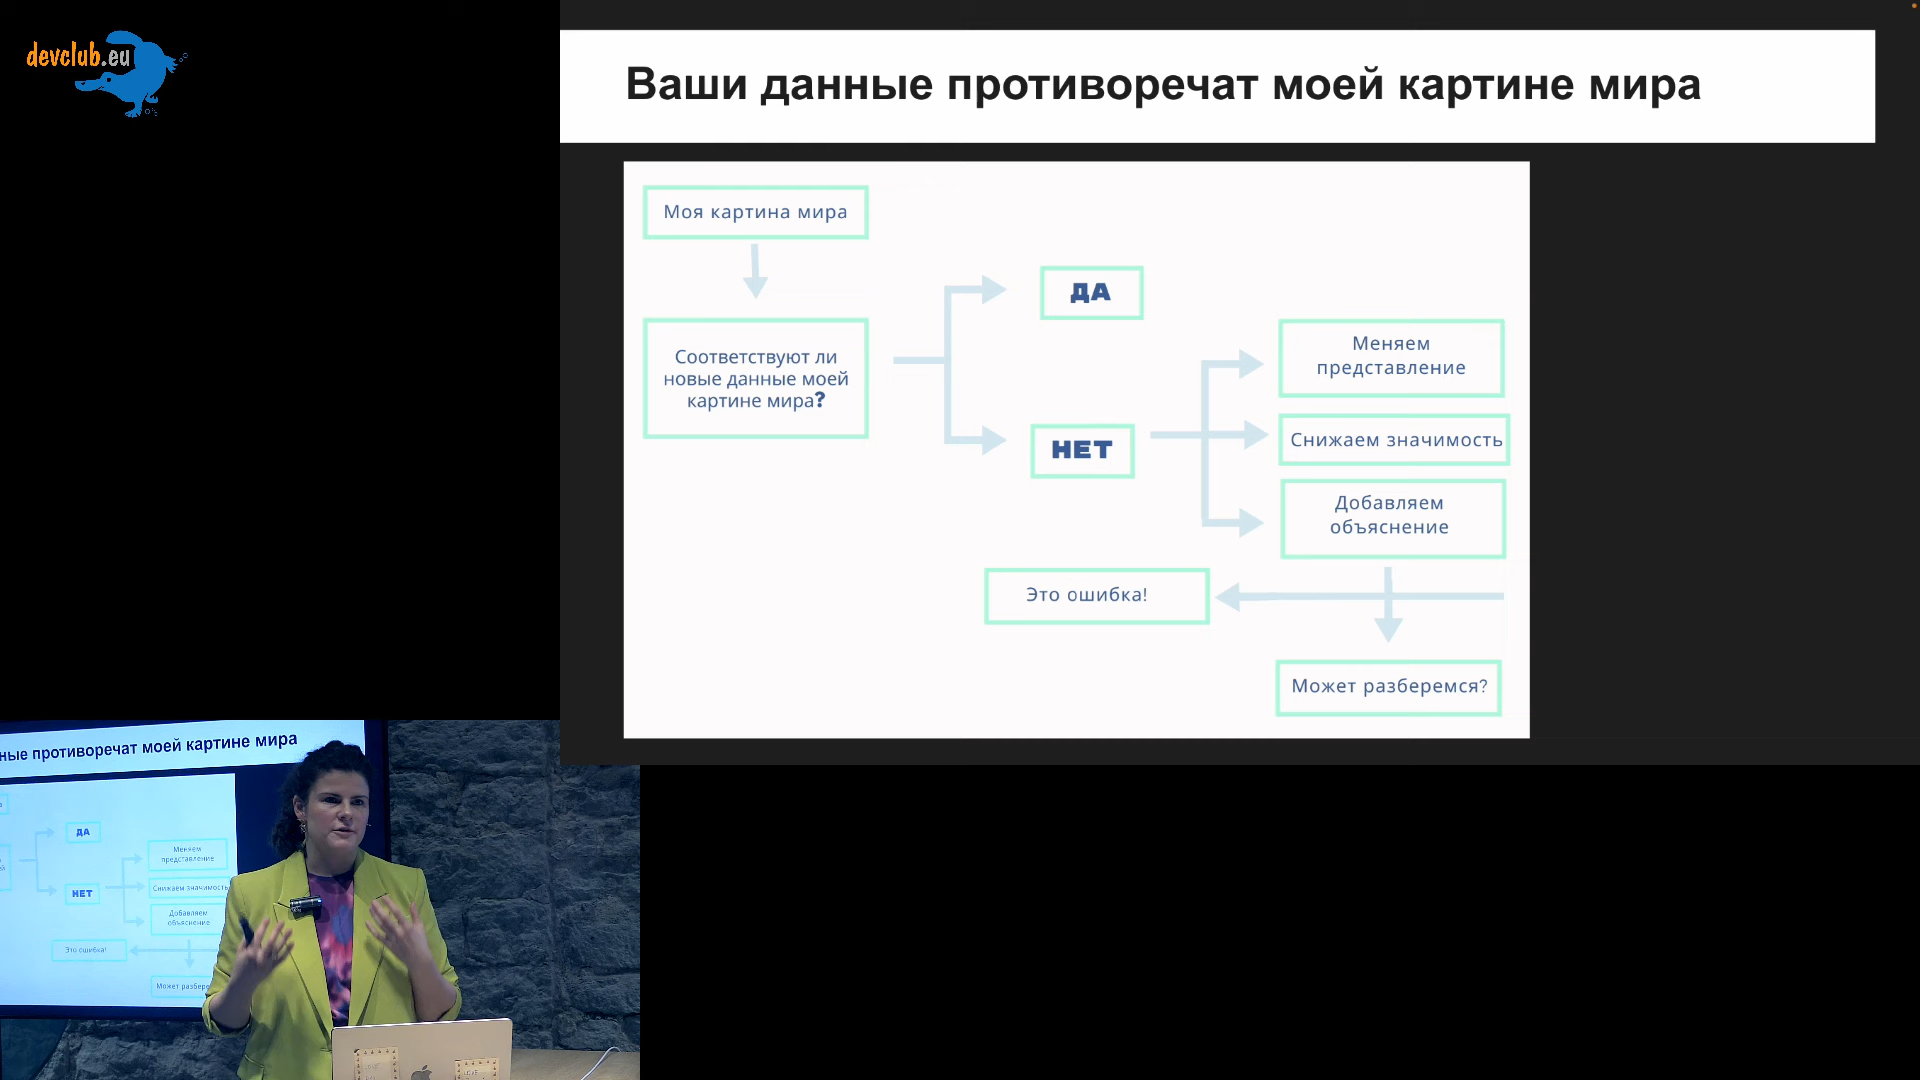 devclub.eu
Ваши данные противоречат моей картине мира
Моя картина мира
Соответствуют ли
новые данные моей
картине мира?
ДА
НЕТ
Меняем
представление
Снижаем значимость
Добавляем
объяснение
Это ошибка!
Может разберемся?
ные противоречат моей картине мира
ДА
НЕТ
Меняем
представление
Снижаем значимость
Добавляем
объяснение
Это ошибка!
Может разбере